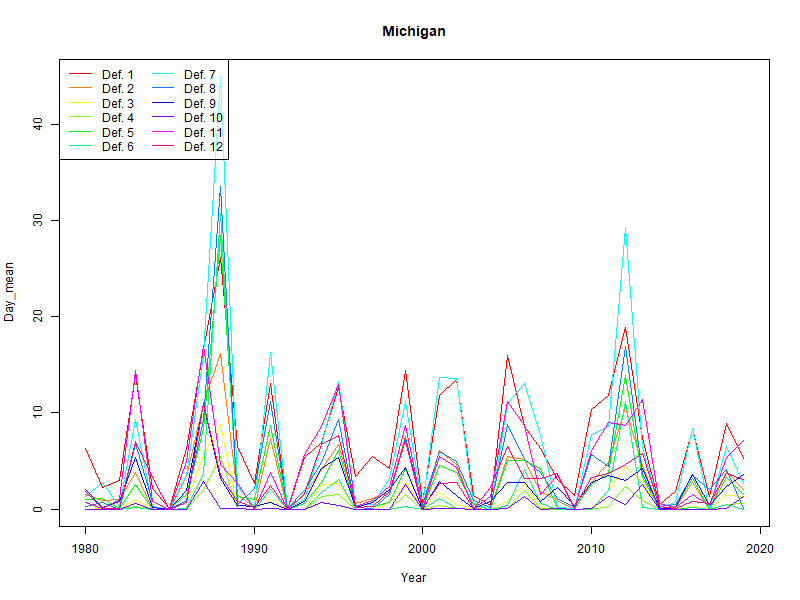 Michigan
Def. 1 Def. 7
Def. 2 Def. 8
Def. 3 Def. 9
Def. 4 Def. 10
Def. 5 Def. 11
Def. 6 Def. 12
40
30
20
10
0
Day_mean
1980 1990 2000 2010 2020
Year